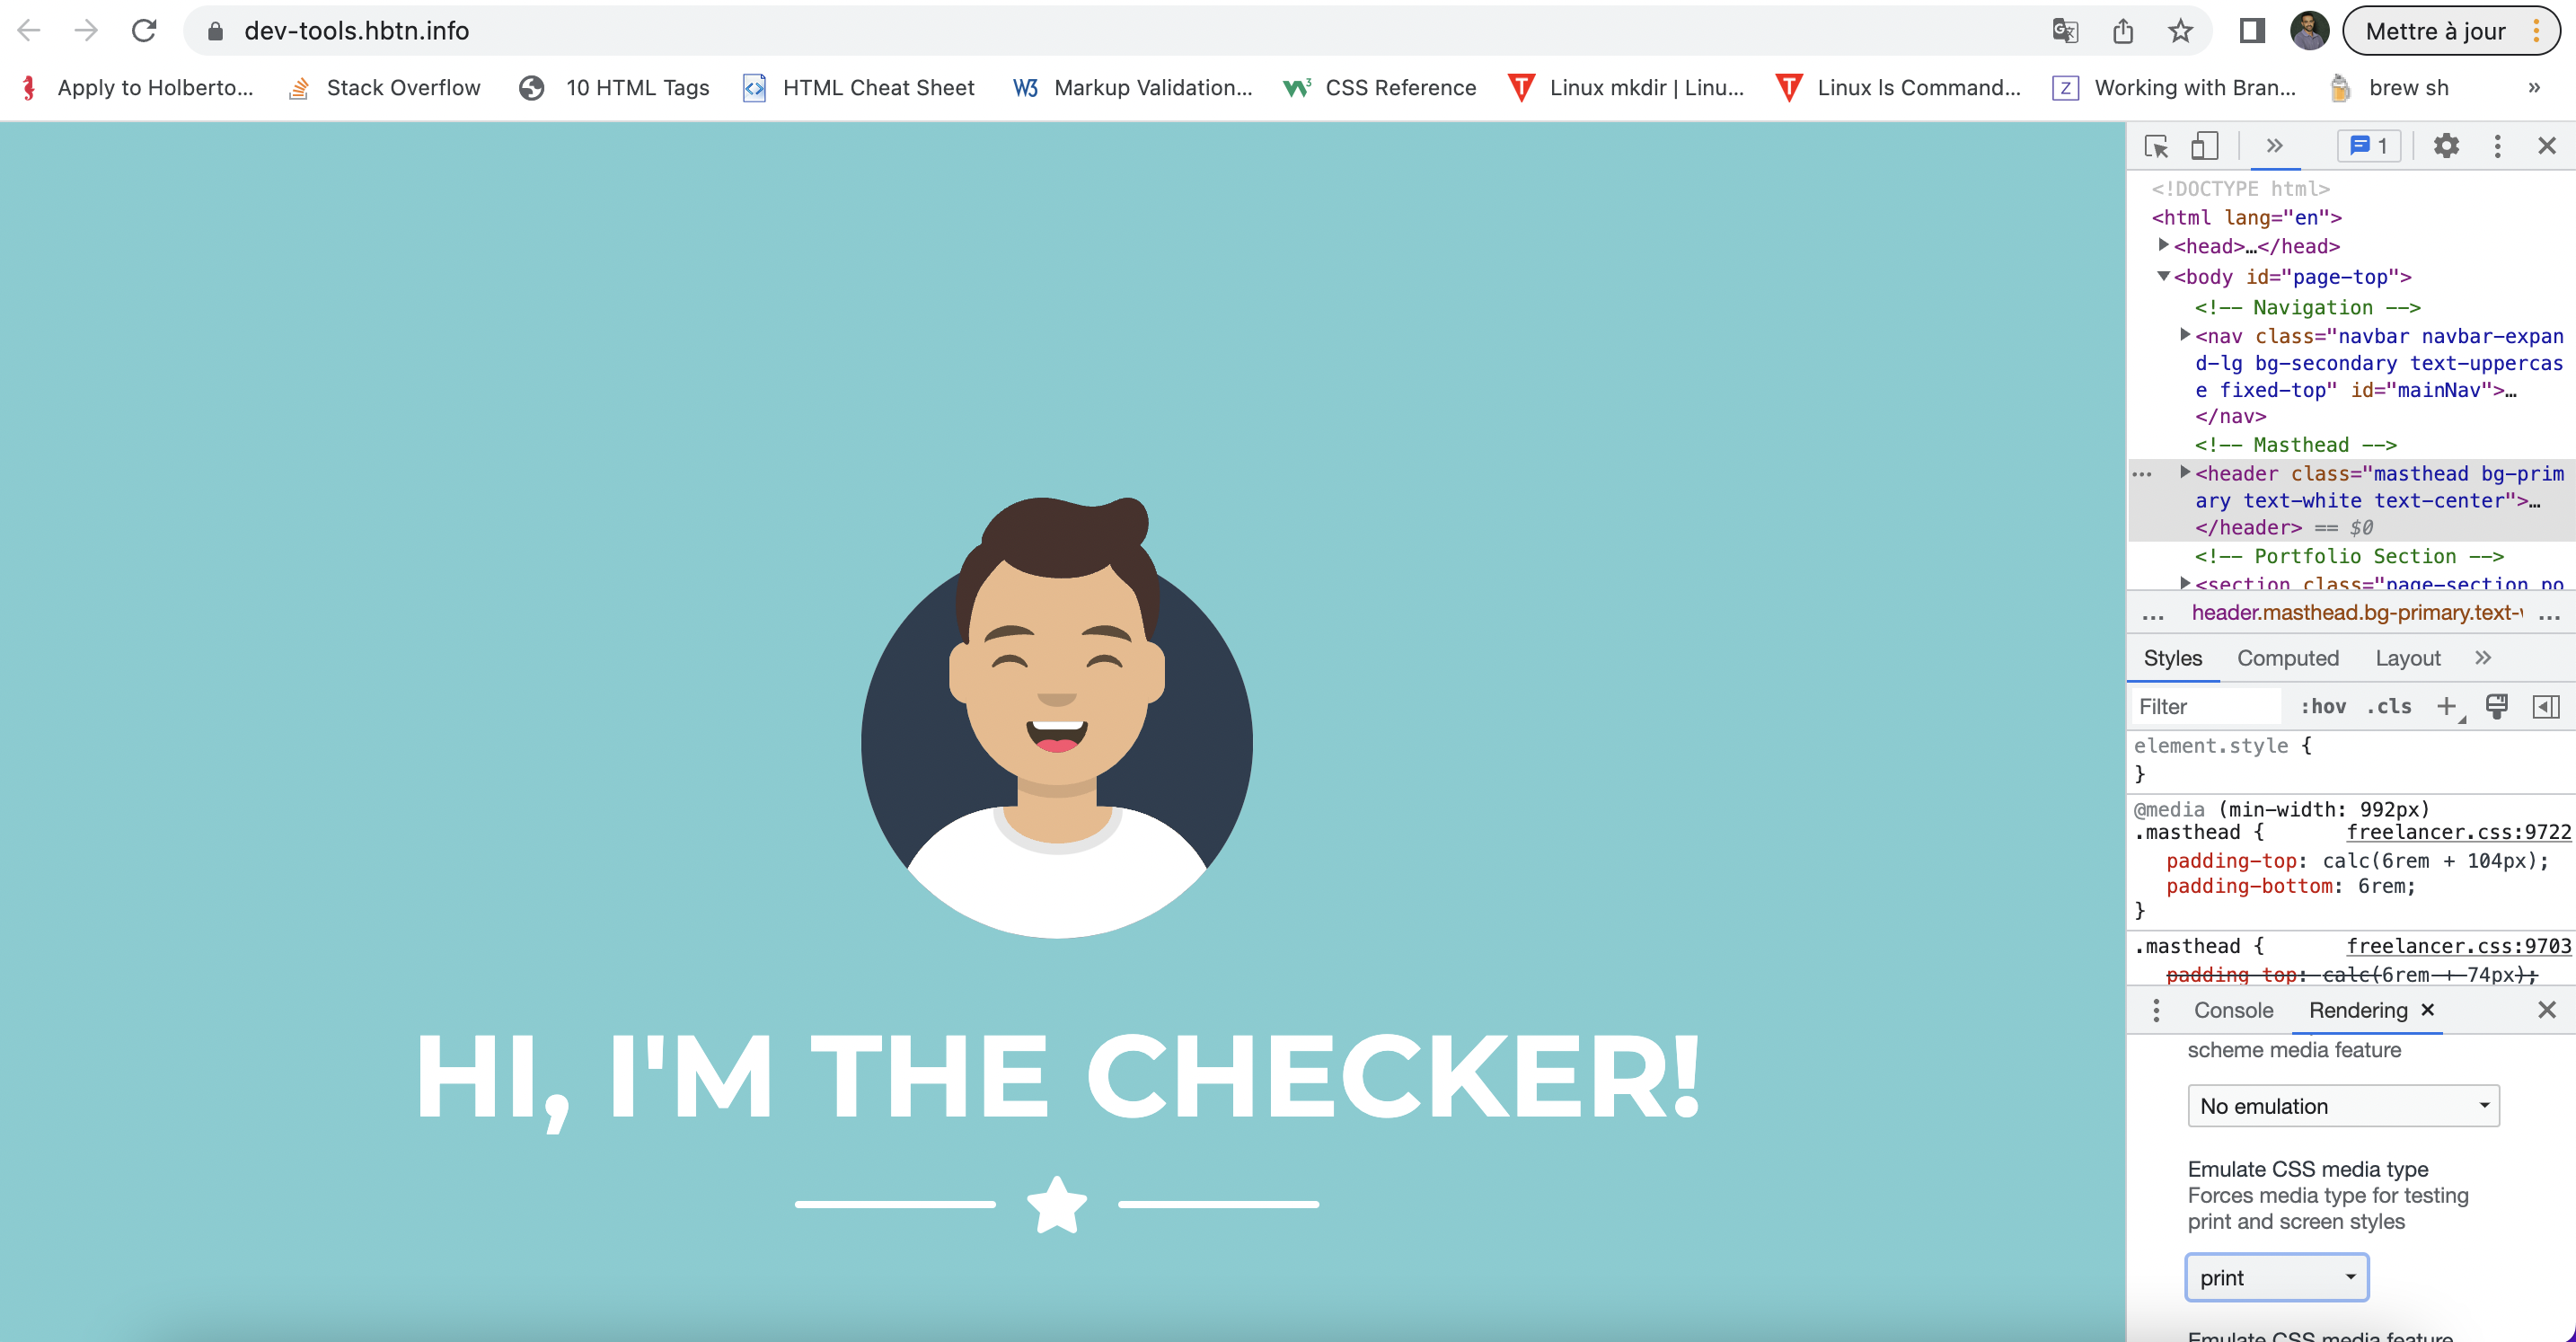 dev-tools.hbtn.info
Mettre à jour
Apply to Holberto...
Stack Overflow
10 HTML Tags
HTML Cheat Sheet
W3 Markup Validation...
CSS Reference
Linux mkdir | Linu...
Linux ls Command...
Z Working with Bran...
brew sh
»
HI, I'M THE CHECKER!
» 1
<!DOCTYPE html>
<html lang="en">
<head>…</head>
<body id="page-top">
<!-- Navigation -->
<nav class="navbar navbar-expan
d-lg bg-secondary text-uppercas
e fixed-top" id="mainNav">…
</nav>
<!-- Masthead -->
<header class="masthead bg-prim
ary text-white text-center">…
</header> == $0
<!-- Portfolio Section -->
<section class="page-section po
... header.masthead.bg-primary.text- ...
Styles Computed Layout »
Filter :hov .cls +
element.style {
}
@media (min-width: 992px)
.masthead { freelancer.css:9722
padding-top: calc(6rem + 104px);
padding-bottom: 6rem;
}
.masthead { freelancer.css:9703
padding-top: calc(6rem + 74px);
Console Rendering ×
scheme media feature
No emulation
Emulate CSS media type
Forces media type for testing
print and screen styles
print
Emulate CSS media feature